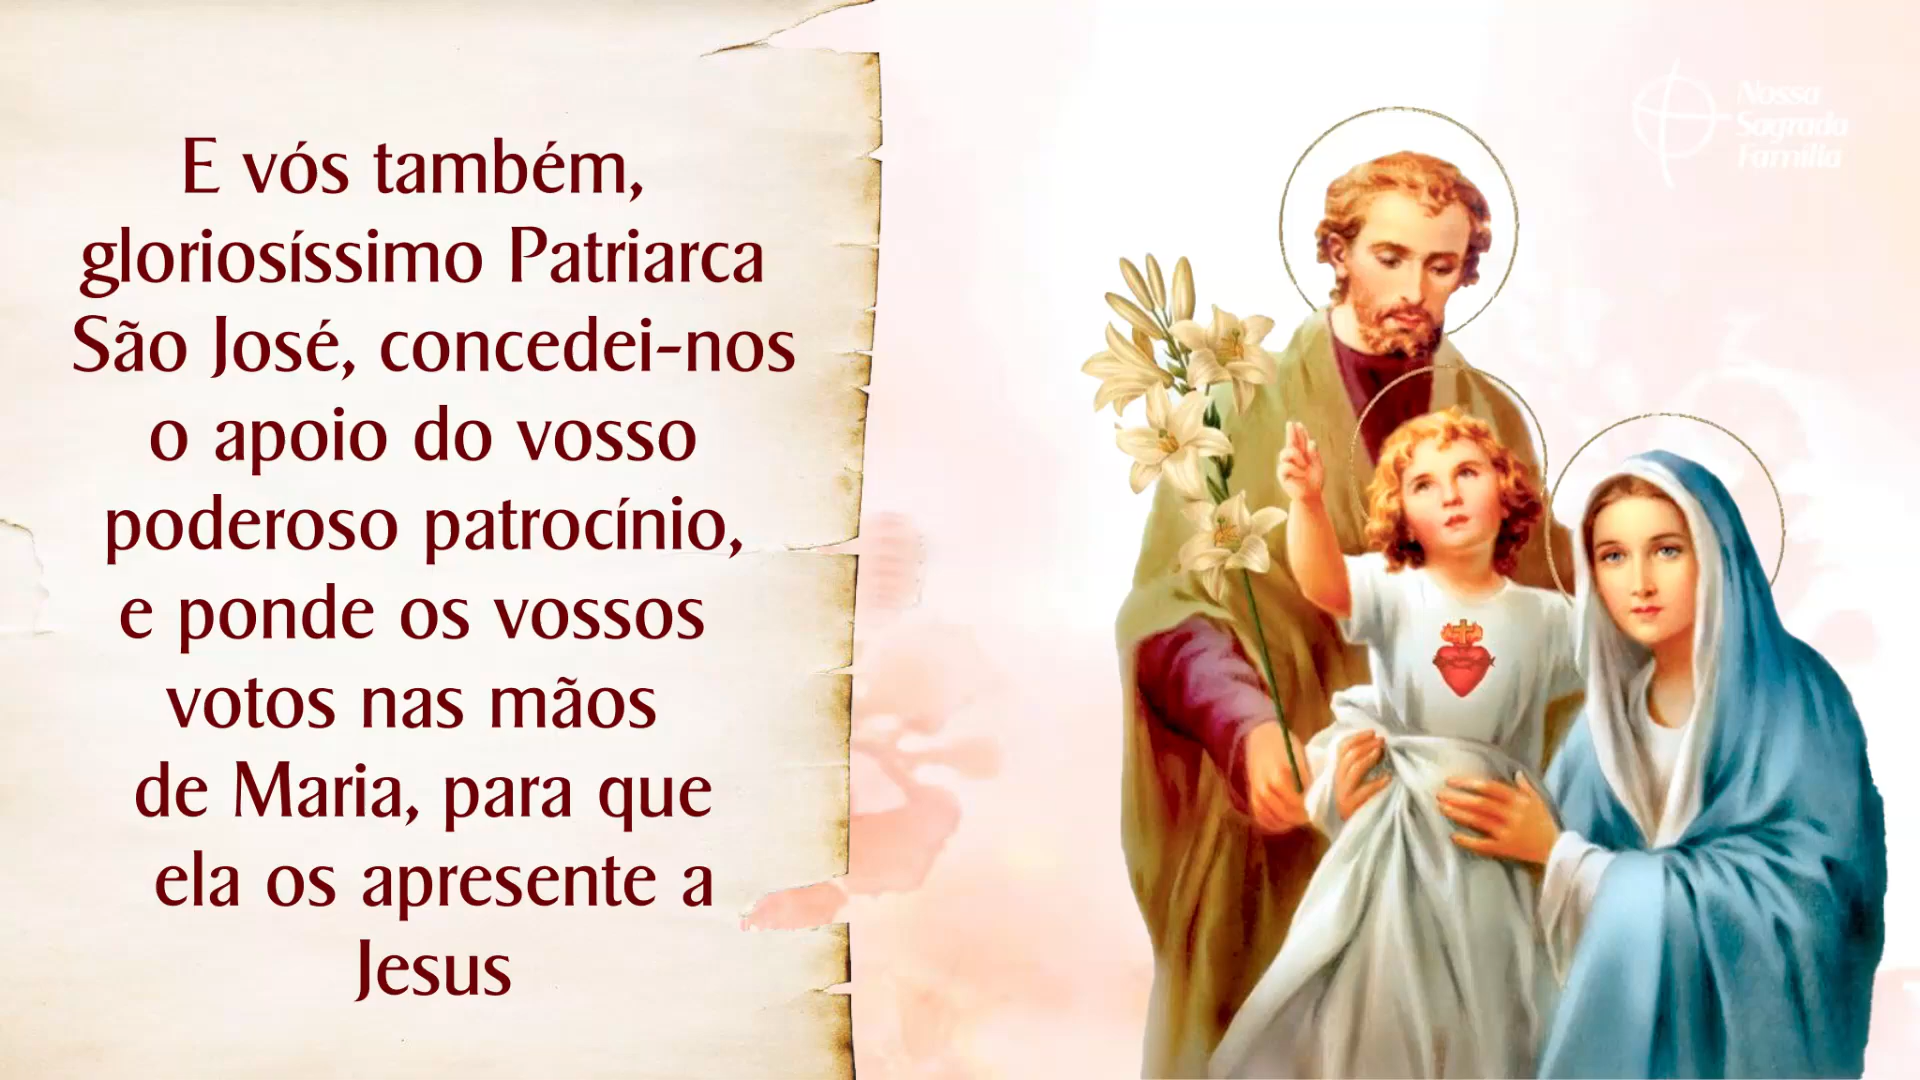 E vós também,
gloriosíssimo Patriarca
São José, concedei-nos
o apoio do vosso
poderoso patrocínio,
e ponde os vossos
votos nas mãos
de Maria, para que
ela os apresente a
Jesus
Nossa
Sagrada
Família